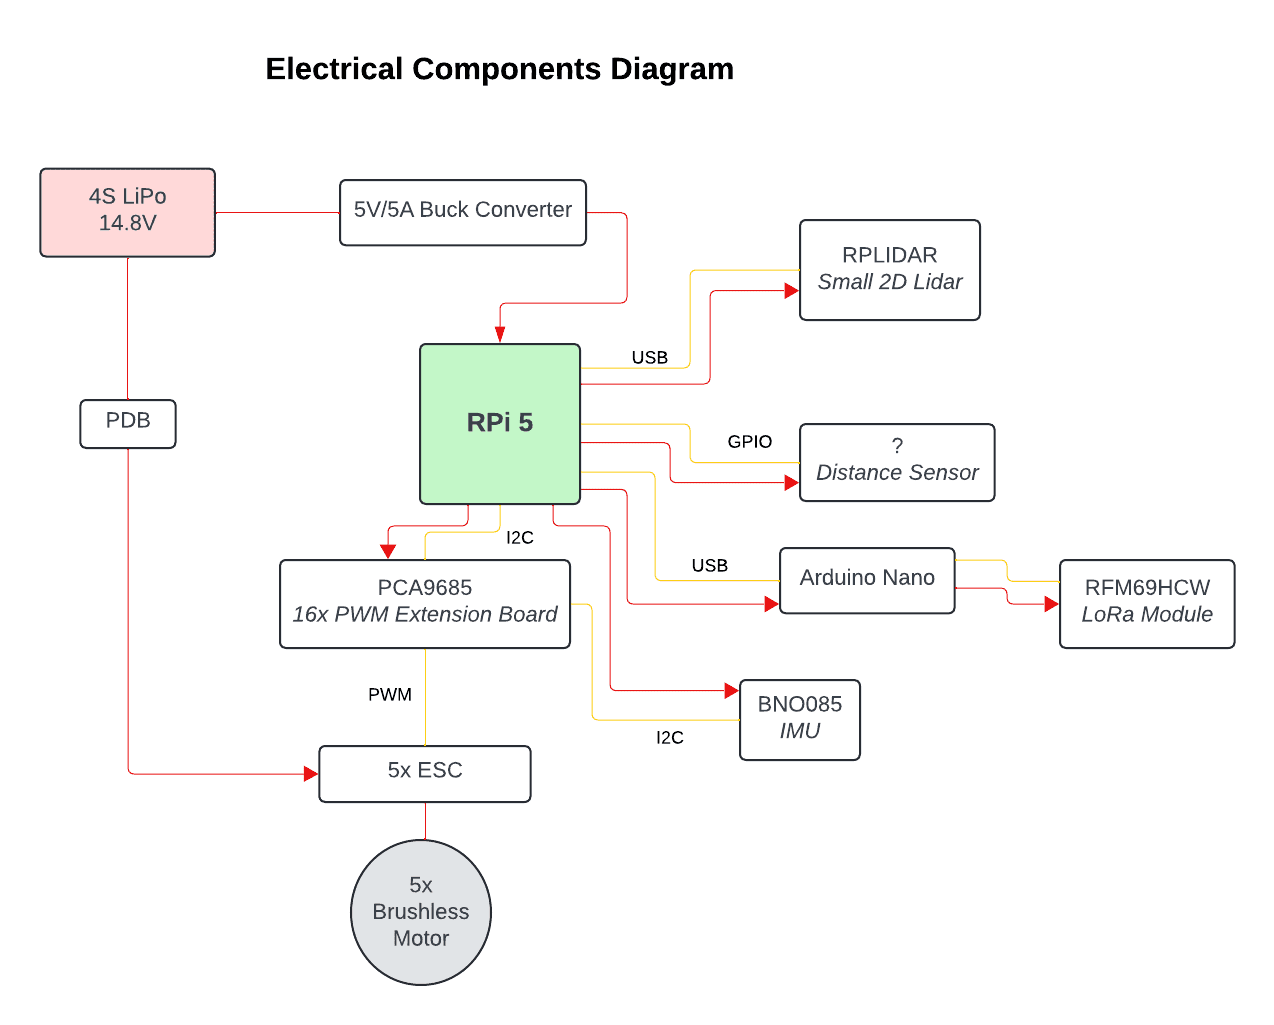 Electrical Components Diagram
4S LiPo
14.8V
5V/5A Buck Converter
RPLIDAR
Small 2D Lidar
USB
PDB
RPi 5
GPIO
?
Distance Sensor
I2C
USB
Arduino Nano
PCA9685
16x PWM Extension Board
RFM69HCW
LoRa Module
PWM
BNO085
IMU
I2C
5x ESC
5x
Brushless
Motor